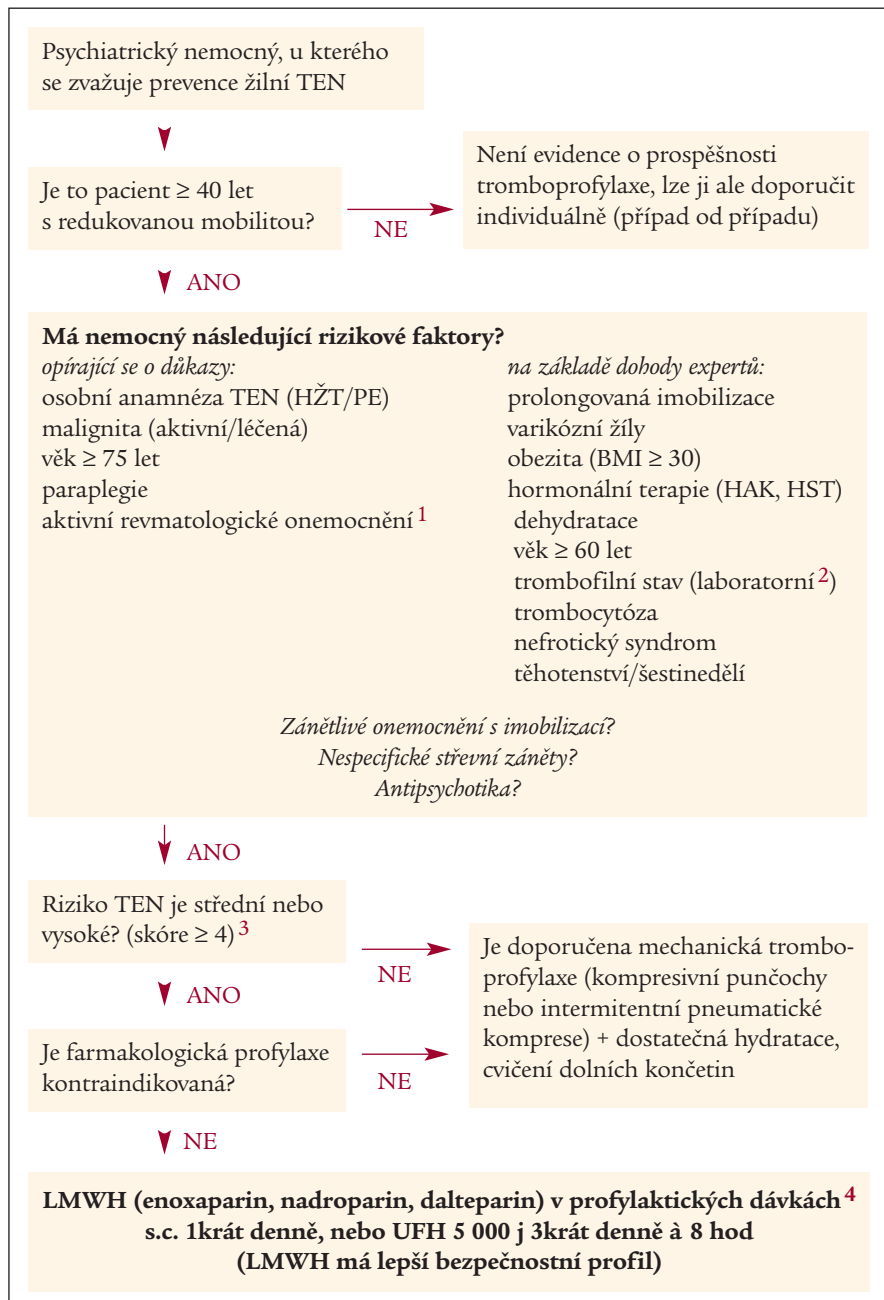 Psychiatrický nemocný, u kterého
se zvažuje prevence žilní TEN
Je to pacient ≥ 40 let
s redukovanou mobilitou?
NE
Není evidence o prospěšnosti
tromboprofylaxe, lze ji ale doporučit
individuálně (případ od případu)
ANO
Má nemocný následující rizikové faktory?
opírající se o důkazy:
osobní anamnéza TEN (HŽT/PE)
malignita (aktivní/léčená)
věk ≥ 75 let
paraplegie
aktivní revmatologické onemocnění 1
na základě dohody expertů:
prolongovaná imobilizace
varikózní žíly
obezita (BMI ≥ 30)
hormonální terapie (HAK, HST)
dehydratace
věk ≥ 60 let
trombofilní stav (laboratorní 2)
trombocytóza
nefrotický syndrom
těhotenství/šestinedělí
Zánětlivé onemocnění s imobilizací?
Nespecifické střevní záněty?
Antipsychotika?
ANO
Riziko TEN je střední nebo
vysoké? (skóre ≥ 4) 3
NE
Je doporučena mechanická trombo-
profylaxe (kompresivní punčochy
nebo intermitentní pneumatické
komprese) + dostatečná hydratace,
cvičení dolních končetin
ANO
Je farmakologická profylaxe
kontraindikovaná?
NE
NE
LMWH (enoxaparin, nadroparin, dalteparin) v profylaktických dávkách 4
s.c. 1krát denně, nebo UFH 5 000 j 3krát denně à 8 hod
(LMWH má lepší bezpečnostní profil)